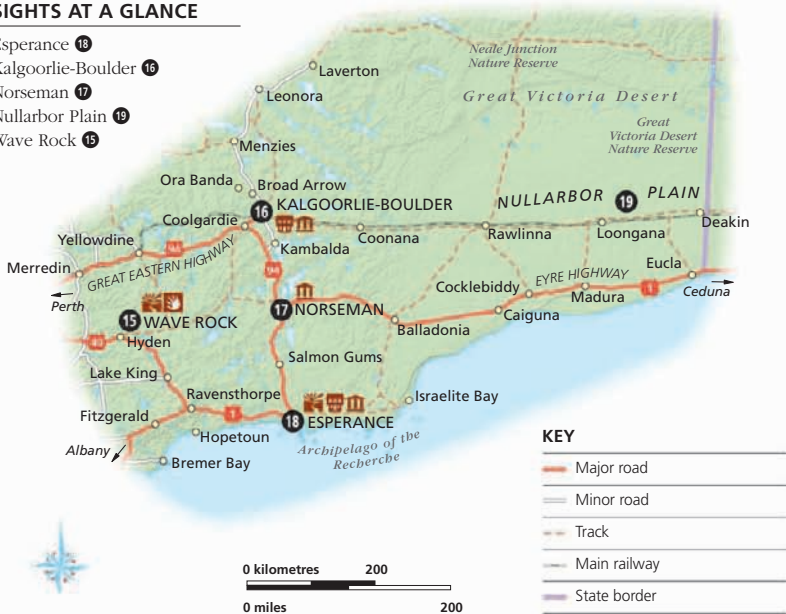 SIGHTS AT A GLANCE
Esperance 18
Kalgoorlie-Boulder 16
Norseman 17
Nullarbor Plain 19
Wave Rock 15
Neale Junction
Nature Reserve
Laverton
Leonora
Great Victoria Desert
Great
Victoria Desert
Nature Reserve
Menzies
Ora Banda
Broad Arrow
16 KALGOORLIE-BOULDER
NULLARBOR 19 PLAIN
Coolgardie
Deakin
Coonana
Rawlinna
Loongana
Yellowdine
94
Kambalda
Merredin
GREAT EASTERN HIGHWAY
94
Eucla
Perth
Cocklebiddy
EYRE HIGHWAY
Madura
1
Ceduna
15 WAVE ROCK
17 NORSEMAN
Caiguna
Balladonia
40
Hyden
Salmon Gums
Lake King
Ravensthorpe
Israelite Bay
Fitzgerald
1
18 ESPERANCE
Hopetoun
Albany
Archipelago of the
Recherche
Bremer Bay
KEY
Major road
Minor road
Track
Main railway
State border
0 kilometres 200
0 miles 200